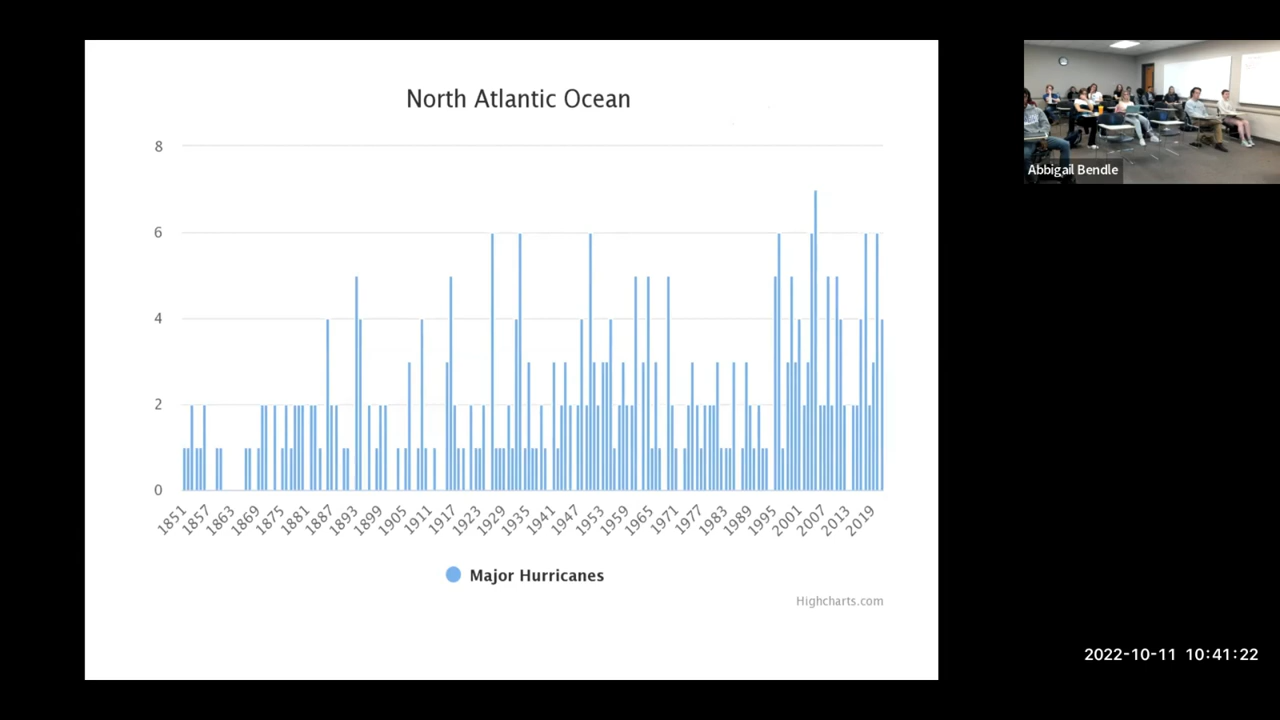 North Atlantic Ocean
8
6
4
2
0
1851 1857 1863 1869 1875 1881 1887 1893 1899 1905 1911 1917 1923 1929 1935 1941 1947 1953 1959 1965 1971 1977 1983 1989 1995 2001 2007 2013 2019
Major Hurricanes
Highcharts.com
Abbigail Bendle
2022-10-11 10:41:22